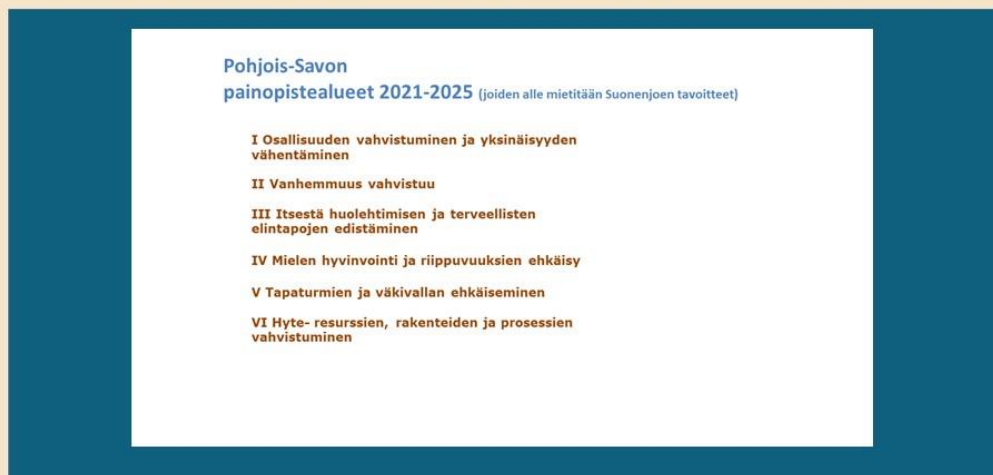 Pohjois-Savon
painopistealueet 2021-2025 (joiden alle mietitään Suonenjoen tavoitteet)
I Osallisuuden vahvistuminen ja yksinäisyyden
vähentäminen
II Vanhemmuus vahvistuu
III Itsestä huolehtimisen ja terveellisten
elintapojen edistäminen
IV Mielen hyvinvointi ja riippuvuuksien ehkäisy
V Tapaturmien ja väkivallan ehkäiseminen
VI Hyte- resurssien, rakenteiden ja prosessien
vahvistuminen